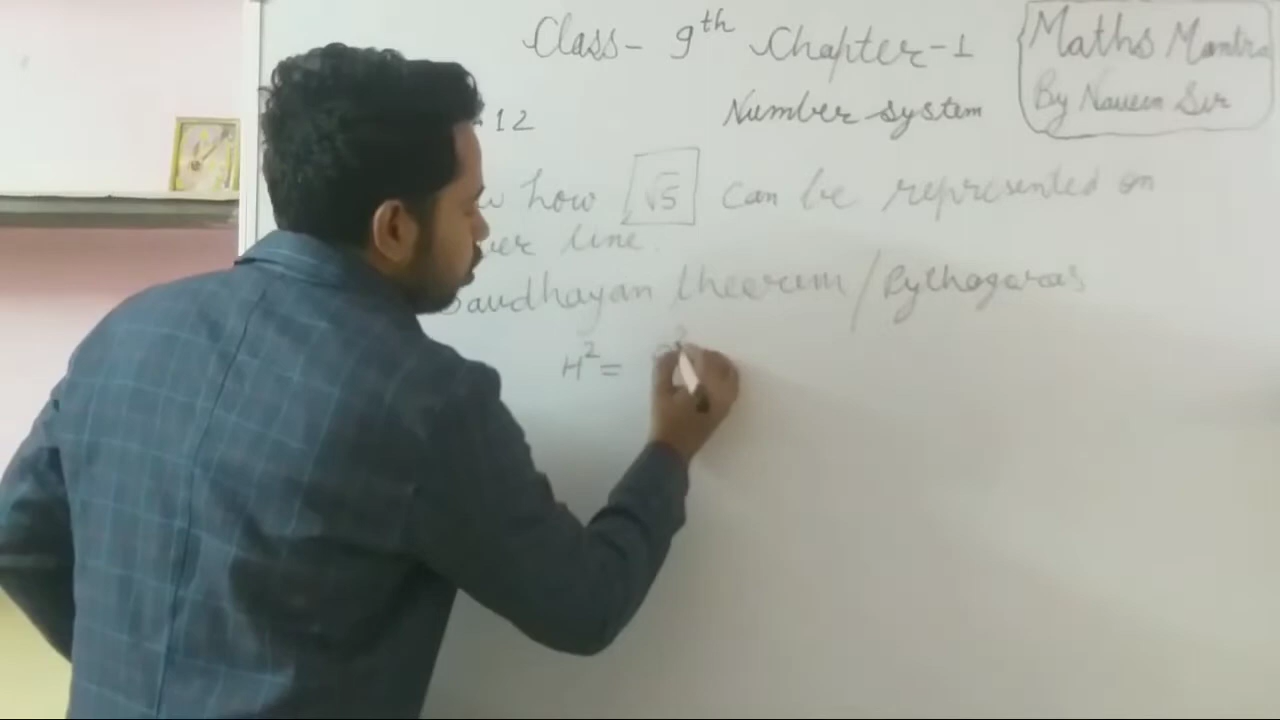 Class- 9th Chapter-1
Maths Mantra
By Naveen Sir
12
Number system
how √5 can be represented on
line.
Baudhayan theorem / Pythagoras
H² =